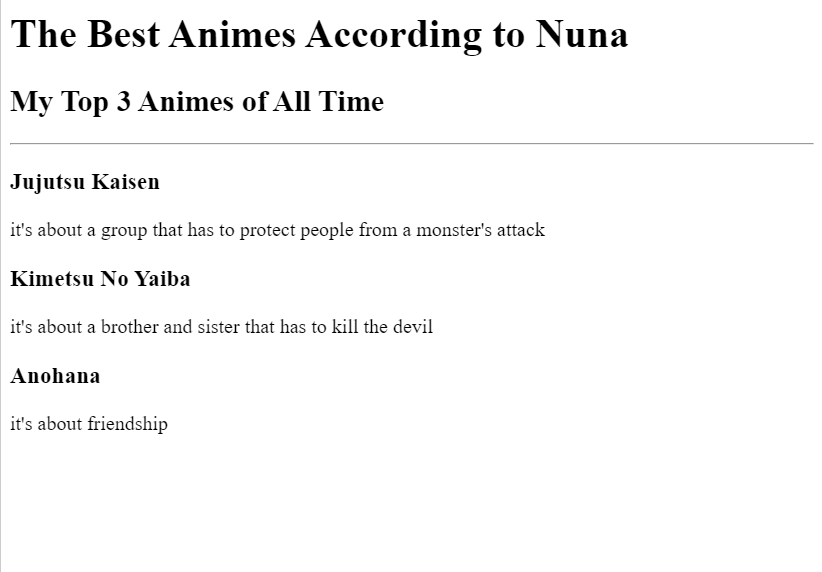 The Best Animes According to Nuna
My Top 3 Animes of All Time
Jujutsu Kaisen
it's about a group that has to protect people from a monster's attack
Kimetsu No Yaiba
it's about a brother and sister that has to kill the devil
Anohana
it's about friendship